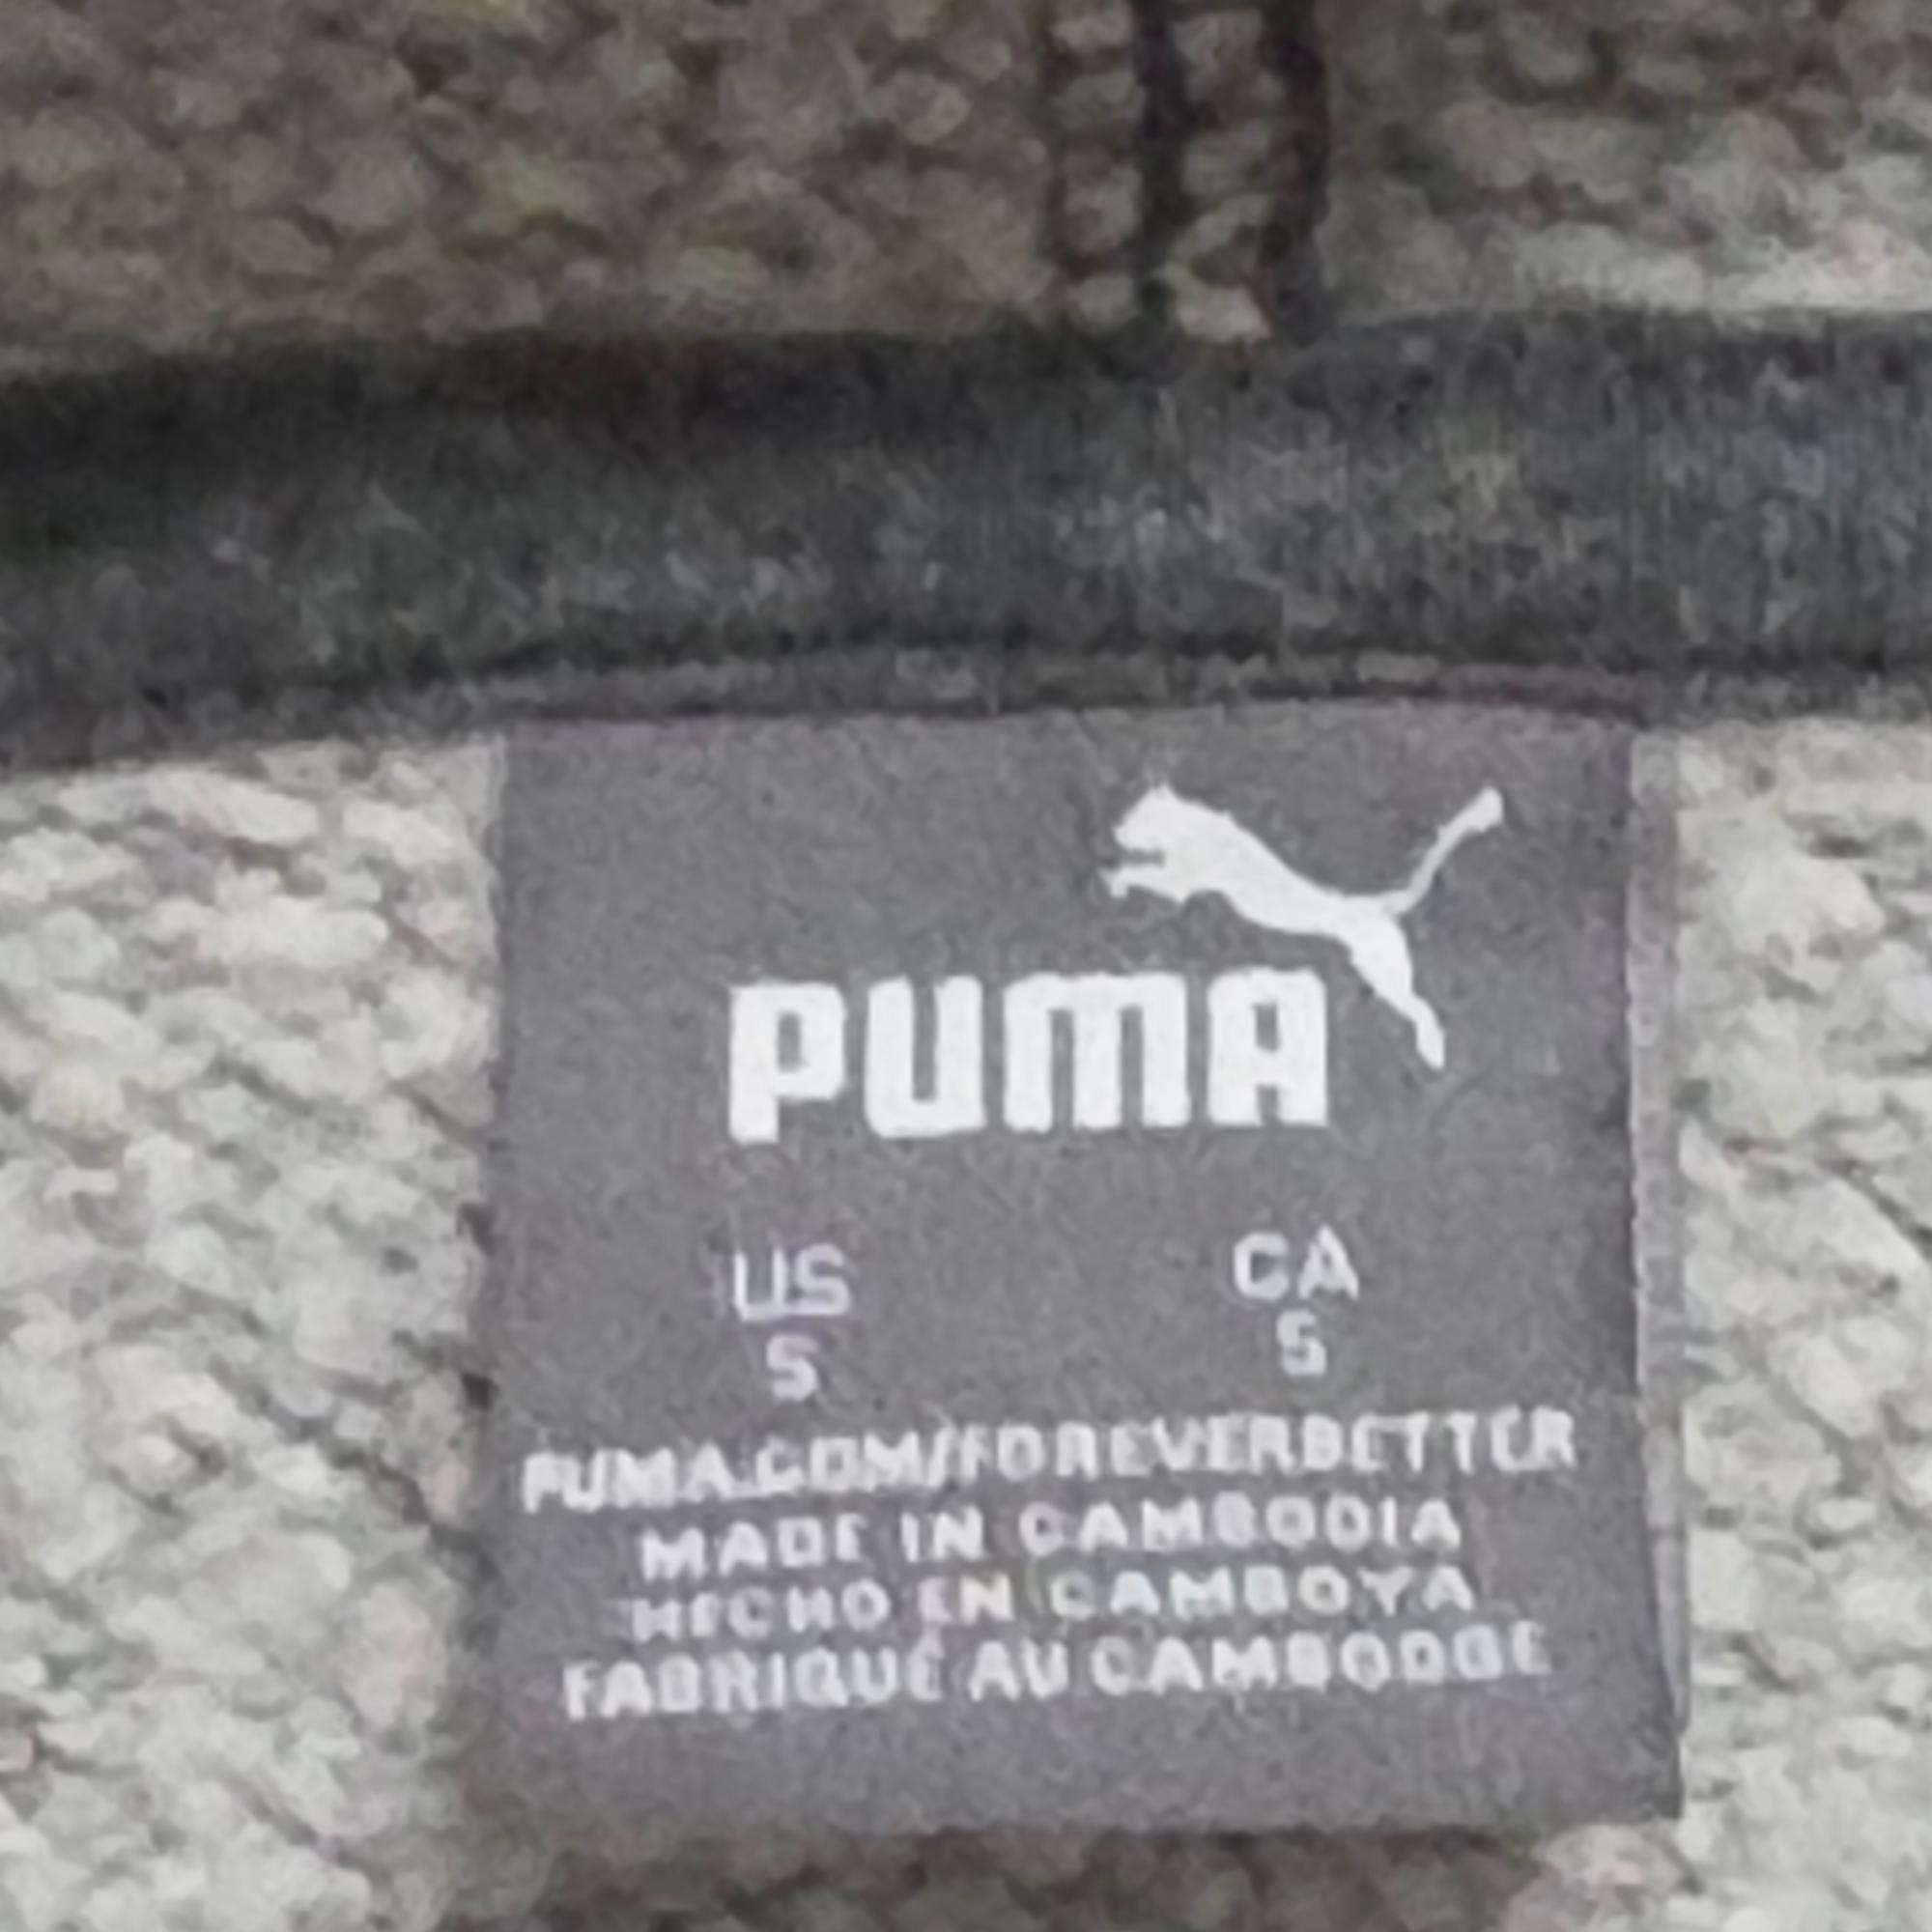 PUMA
US CA
S S
PUMA.COM/FOREVERBETTER
MADE IN CAMBODIA
HECHO EN CAMBOYA
FABRIQUÉ AU CAMBODGE